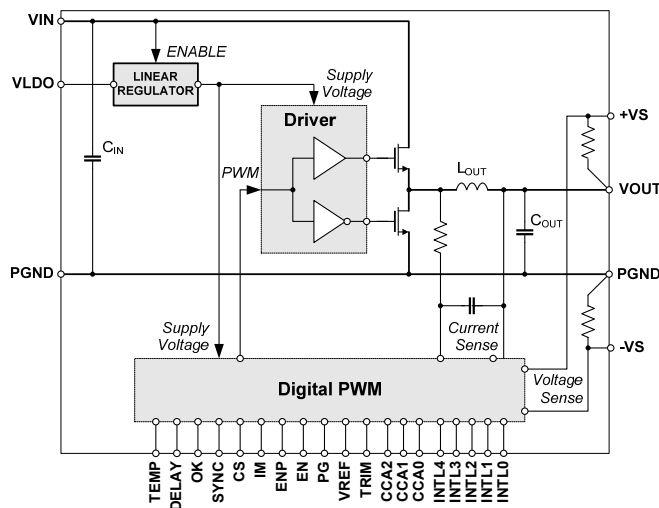 VIN
ENABLE
VLDO
LINEAR
REGULATOR
Supply
Voltage
+VS
Driver
CIN
PWM
LOUT
VOUT
COUT
PGND
PGND
Supply
Voltage
Current
Sense
-VS
Digital PWM
Voltage
Sense
TEMP
DELAY
OK
SYNC
CS
IM
ENP
EN
PG
VREF
TRIM
CCA2
CCA1
CCA0
INTL4
INTL3
INTL2
INTL1
INTL0